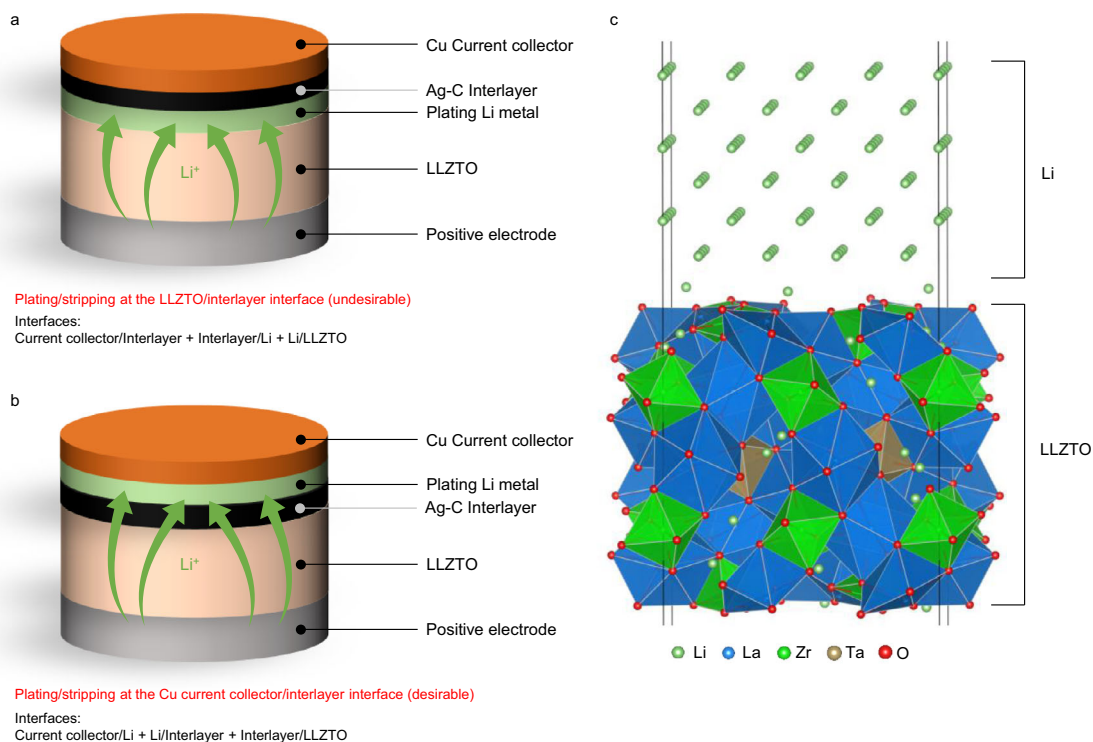 a
Cu Current collector
Ag-C Interlayer
Plating Li metal
LLZTO
Positive electrode
Li⁺
Plating/stripping at the LLZTO/interlayer interface (undesirable)
Interfaces:
Current collector/Interlayer + Interlayer/Li + Li/LLZTO
b
Cu Current collector
Plating Li metal
Ag-C Interlayer
LLZTO
Positive electrode
Li⁺
Plating/stripping at the Cu current collector/interlayer interface (desirable)
Interfaces:
Current collector/Li + Li/Interlayer + Interlayer/LLZTO
c
Li
LLZTO
Li La Zr Ta O